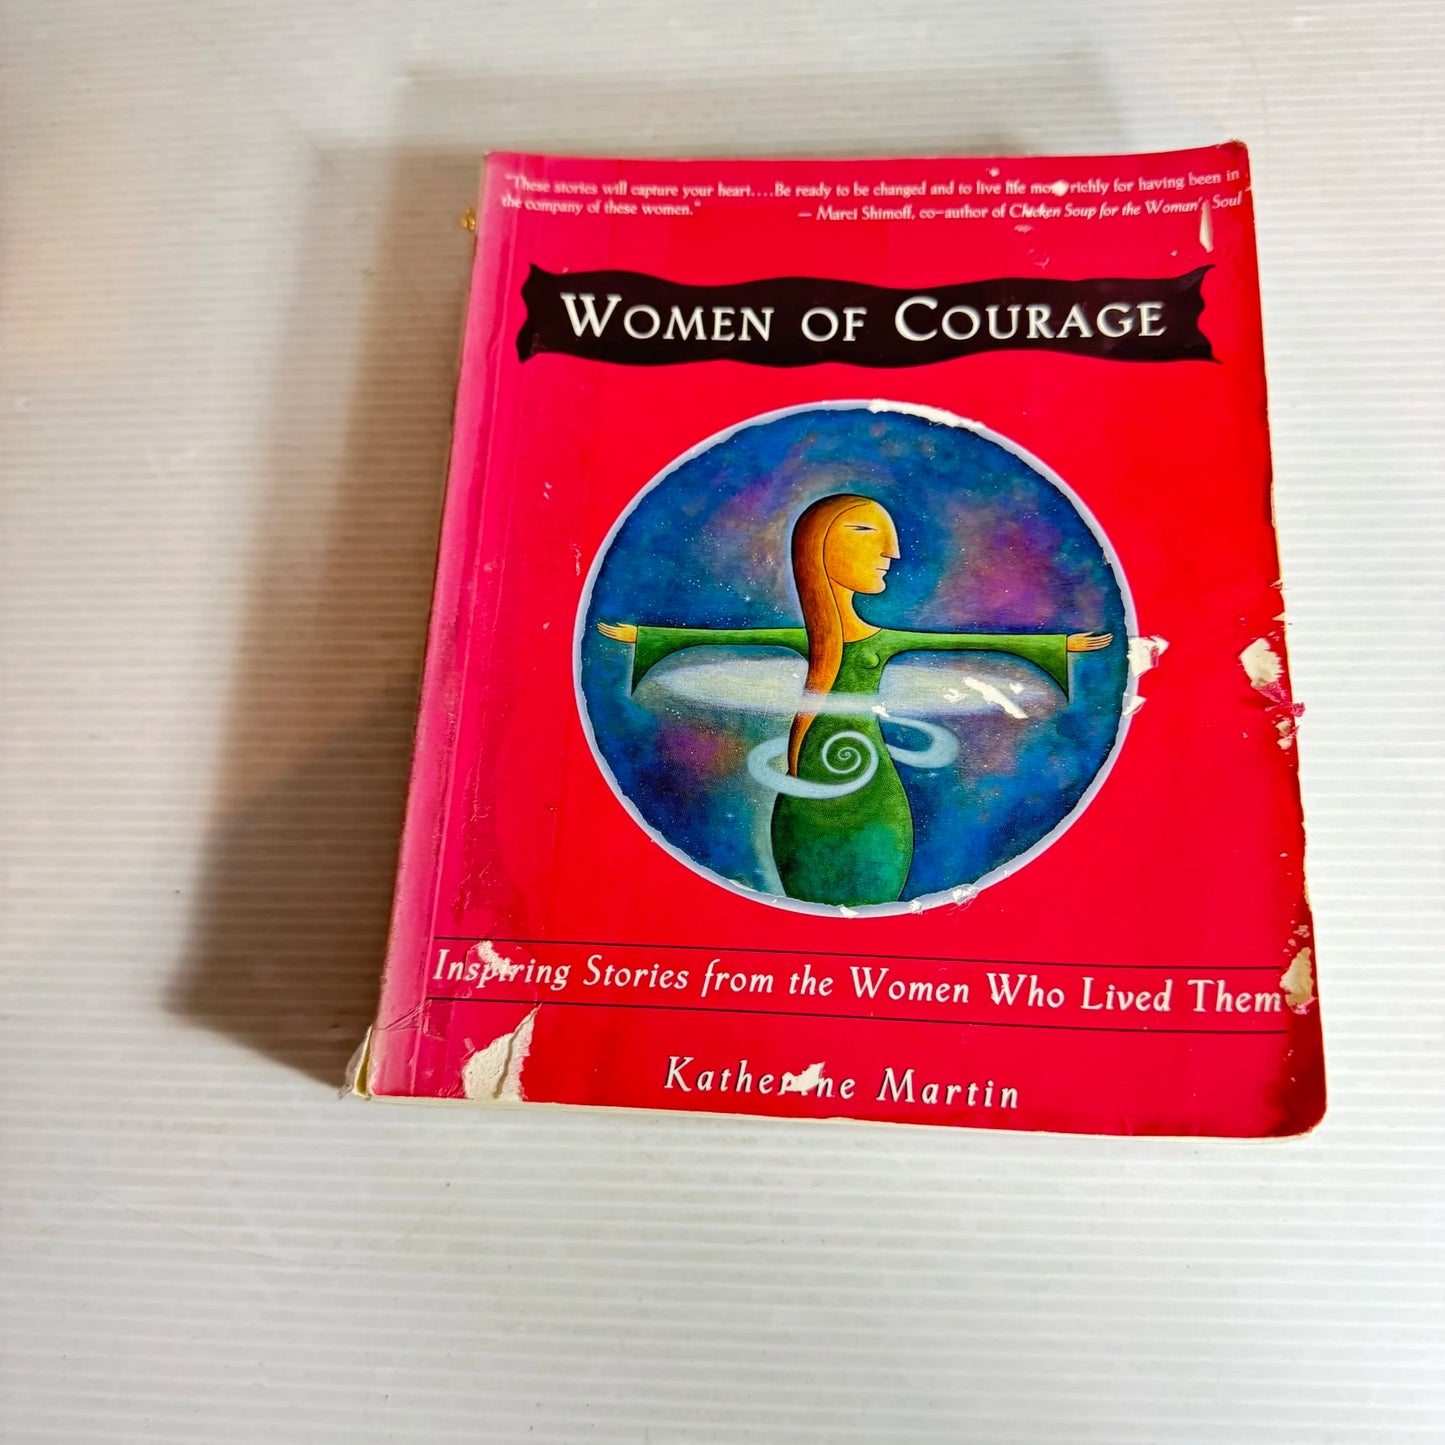 "These stories will capture your heart....Be ready to be changed and to live life more richly for having been in
the company of these women." — Marci Shimoff, co-author of Chicken Soup for the Woman's Soul
WOMEN OF COURAGE
Inspiring Stories from the Women Who Lived Them
Katherine Martin